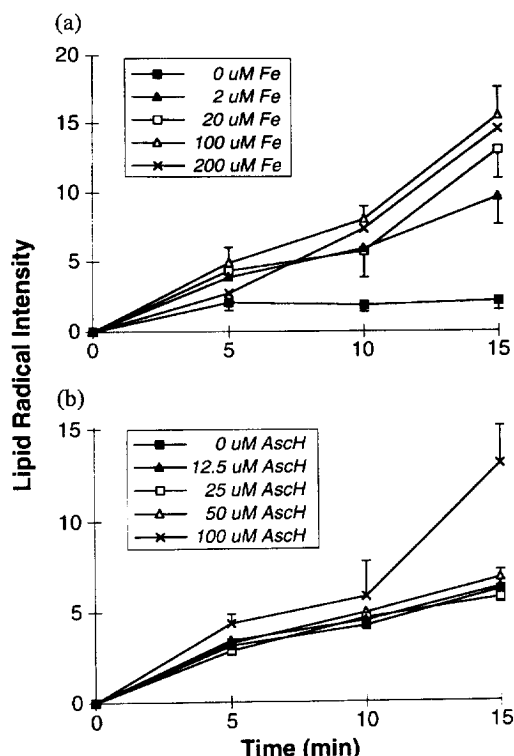 (a)
20
15
10
5
0
0 uM Fe
2 uM Fe
20 uM Fe
100 uM Fe
200 uM Fe
0
5
10
15
Lipid Radical Intensity
(b)
15
10
5
0
0 uM AscH
12.5 uM AscH
25 uM AscH
50 uM AscH
100 uM AscH
0
5
10
15
Time (min)